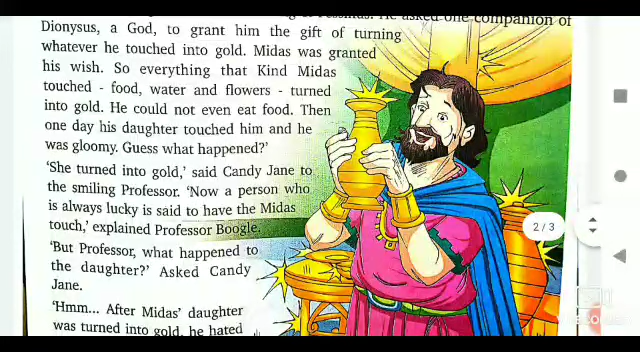 He asked one companion of
Dionysus, a God, to grant him the gift of turning
whatever he touched into gold. Midas was granted
his wish. So everything that Kind Midas
touched - food, water and flowers - turned
into gold. He could not even eat food. Then
one day his daughter touched him and he
was gloomy. Guess what happened?'
'She turned into gold,' said Candy Jane to
the smiling Professor. 'Now a person who
is always lucky is said to have the Midas
touch,' explained Professor Boogle.
'But Professor, what happened to
the daughter?' Asked Candy
Jane.
'Hmm... After Midas' daughter
was turned into gold, he hated
2/3